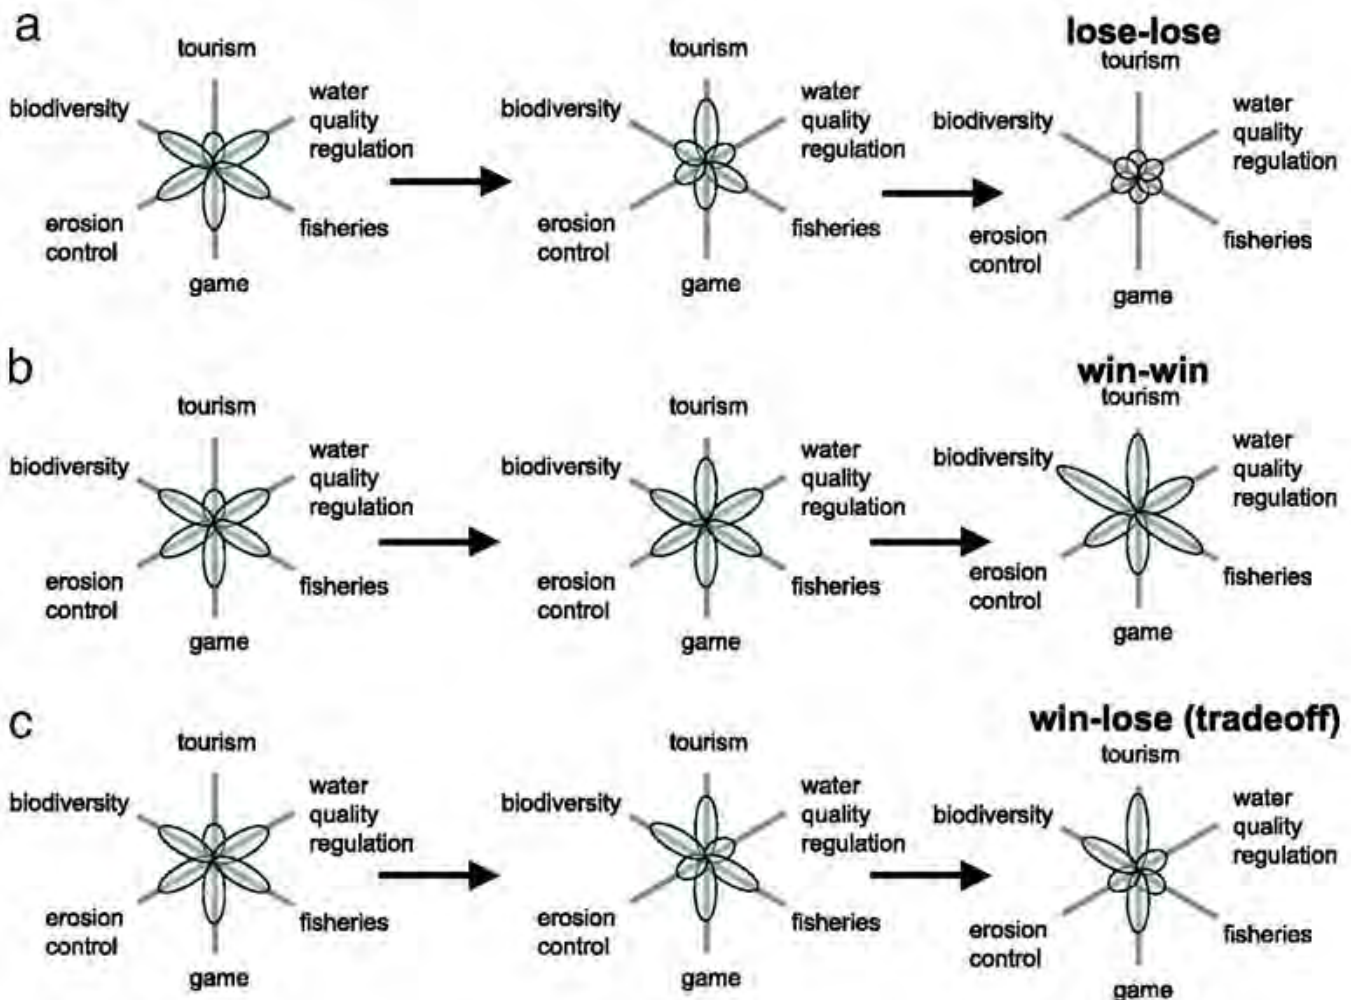 a
tourism
biodiversity
water
quality
regulation
erosion
control
fisheries
game
tourism
biodiversity
water
quality
regulation
erosion
control
fisheries
game
lose-lose
tourism
biodiversity
water
quality
regulation
erosion
control
fisheries
game
b
tourism
biodiversity
water
quality
regulation
erosion
control
fisheries
game
tourism
biodiversity
water
quality
regulation
erosion
control
fisheries
game
win-win
tourism
biodiversity
water
quality
regulation
erosion
control
fisheries
game
c
tourism
biodiversity
water
quality
regulation
erosion
control
fisheries
game
tourism
biodiversity
water
quality
regulation
erosion
control
fisheries
game
win-lose (tradeoff)
tourism
biodiversity
water
quality
regulation
erosion
control
fisheries
game